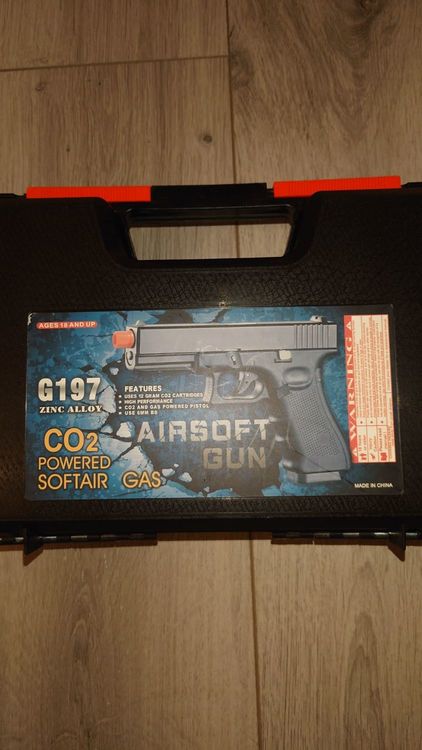 AGES 18 AND UP
G197
ZINC ALLOY
FEATURES
■ USES 12 GRAM CO2 CARTRIDGES
■ HIGH PERFORMANCE
■ CO2 AND GAS POWERED PISTOL
■ USE 6MM BB
AIRSOFT
GUN
CO2
POWERED
SOFTAIR GAS
WARNING
MADE IN CHINA